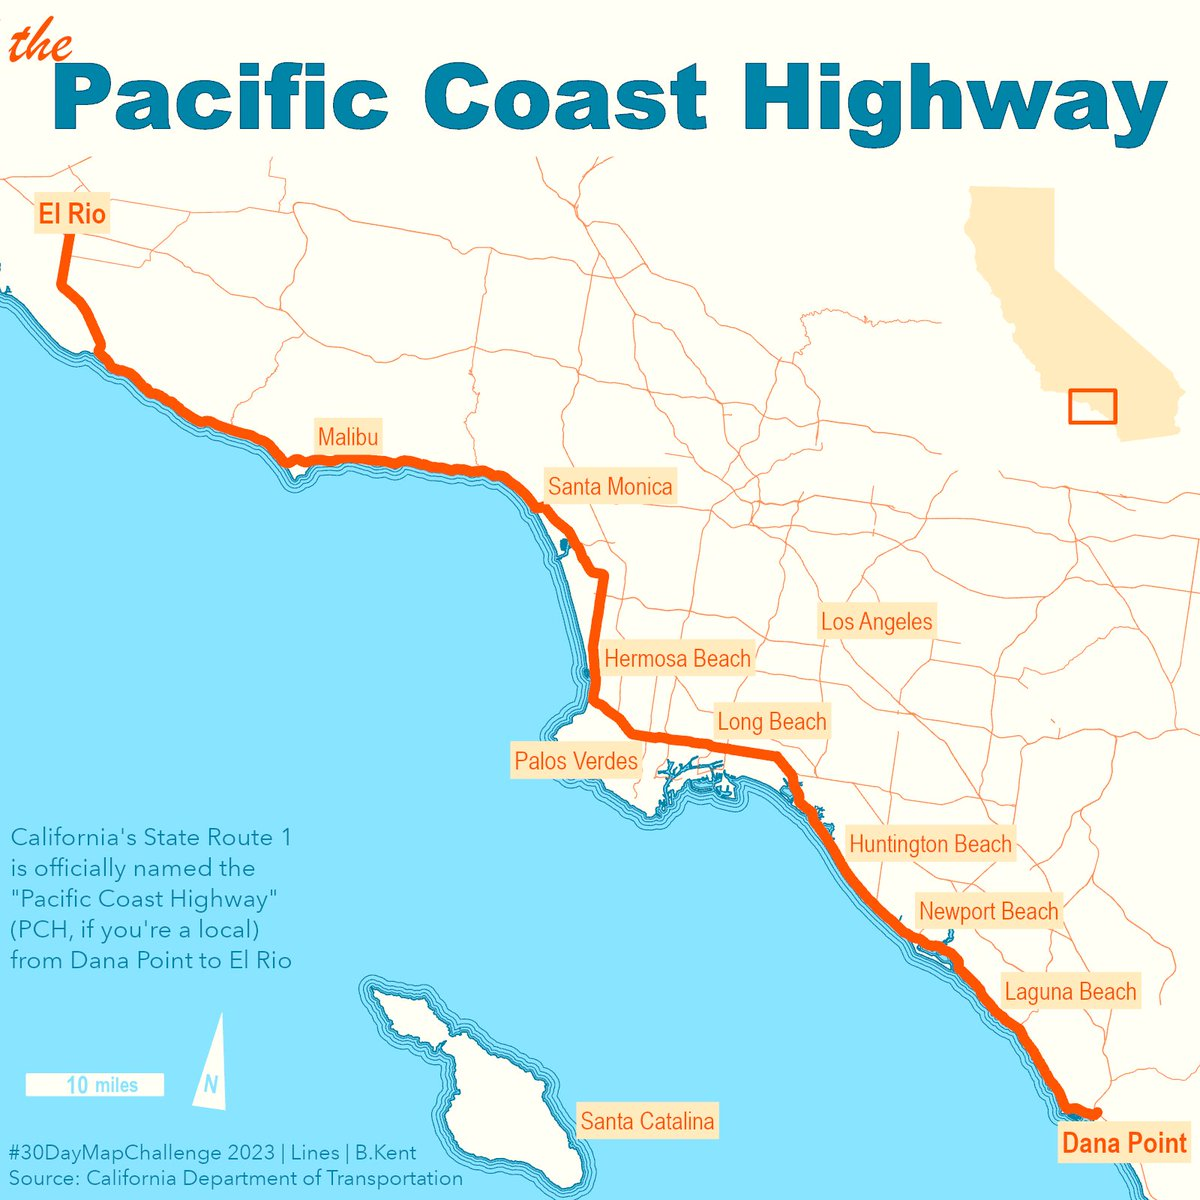 the
Pacific Coast Highway
El Rio
Malibu
Santa Monica
Los Angeles
Hermosa Beach
Long Beach
Palos Verdes
Huntington Beach
Newport Beach
Laguna Beach
Dana Point
Santa Catalina
California's State Route 1
is officially named the
"Pacific Coast Highway"
(PCH, if you're a local)
from Dana Point to El Rio
10 miles
N
#30DayMapChallenge 2023 | Lines | B.Kent
Source: California Department of Transportation